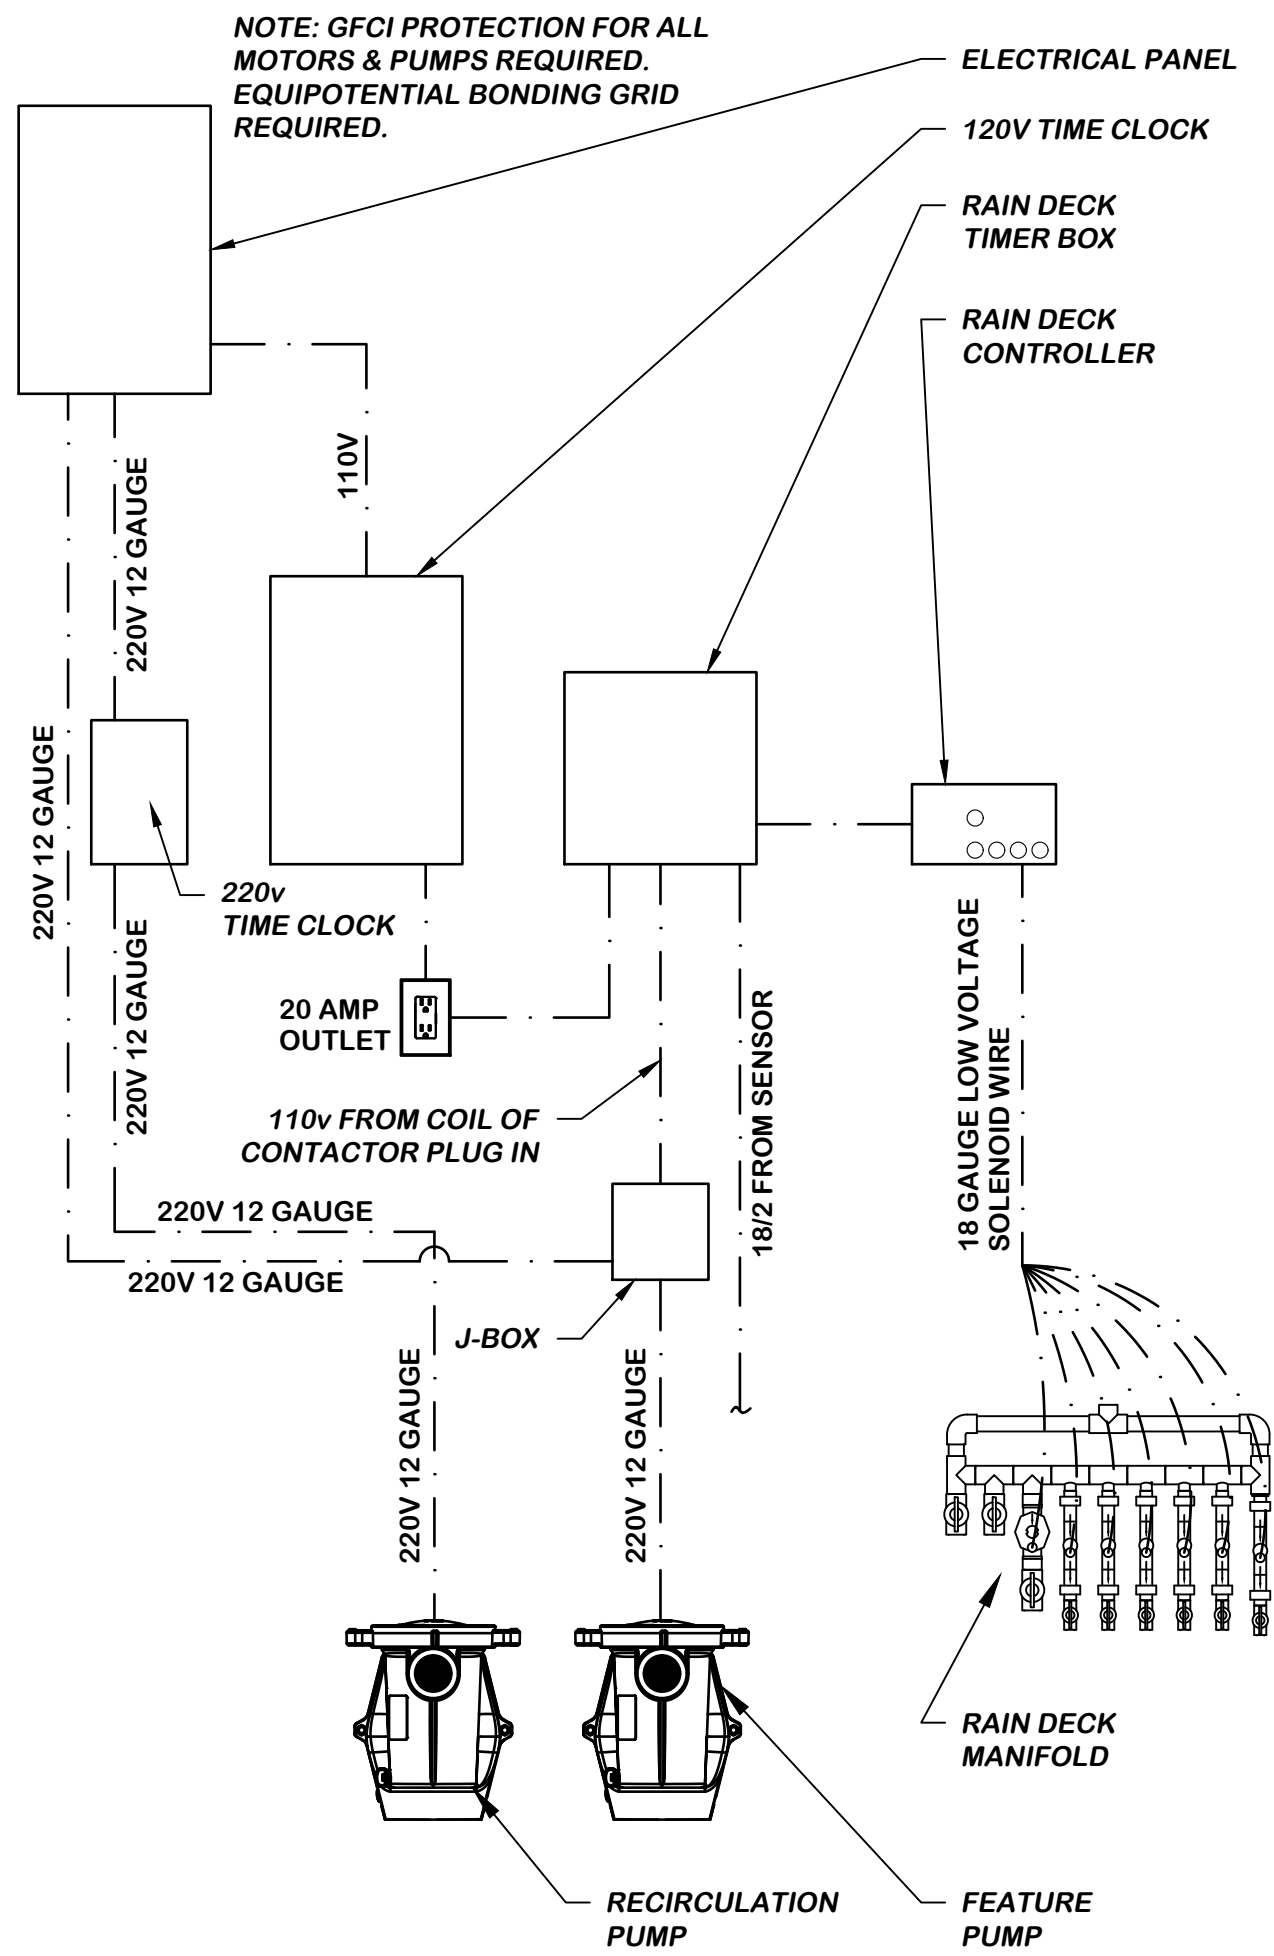 NOTE: GFCI PROTECTION FOR ALL
MOTORS & PUMPS REQUIRED.
EQUIPOTENTIAL BONDING GRID
REQUIRED.
ELECTRICAL PANEL
120V TIME CLOCK
RAIN DECK
TIMER BOX
RAIN DECK
CONTROLLER
110V
220V 12 GAUGE
220V 12 GAUGE
220v
TIME CLOCK
220V 12 GAUGE
20 AMP
OUTLET
110v FROM COIL OF
CONTACTOR PLUG IN
18/2 FROM SENSOR
18 GAUGE LOW VOLTAGE
SOLENOID WIRE
220V 12 GAUGE
220V 12 GAUGE
J-BOX
220V 12 GAUGE
220V 12 GAUGE
RAIN DECK
MANIFOLD
RECIRCULATION
PUMP
FEATURE
PUMP